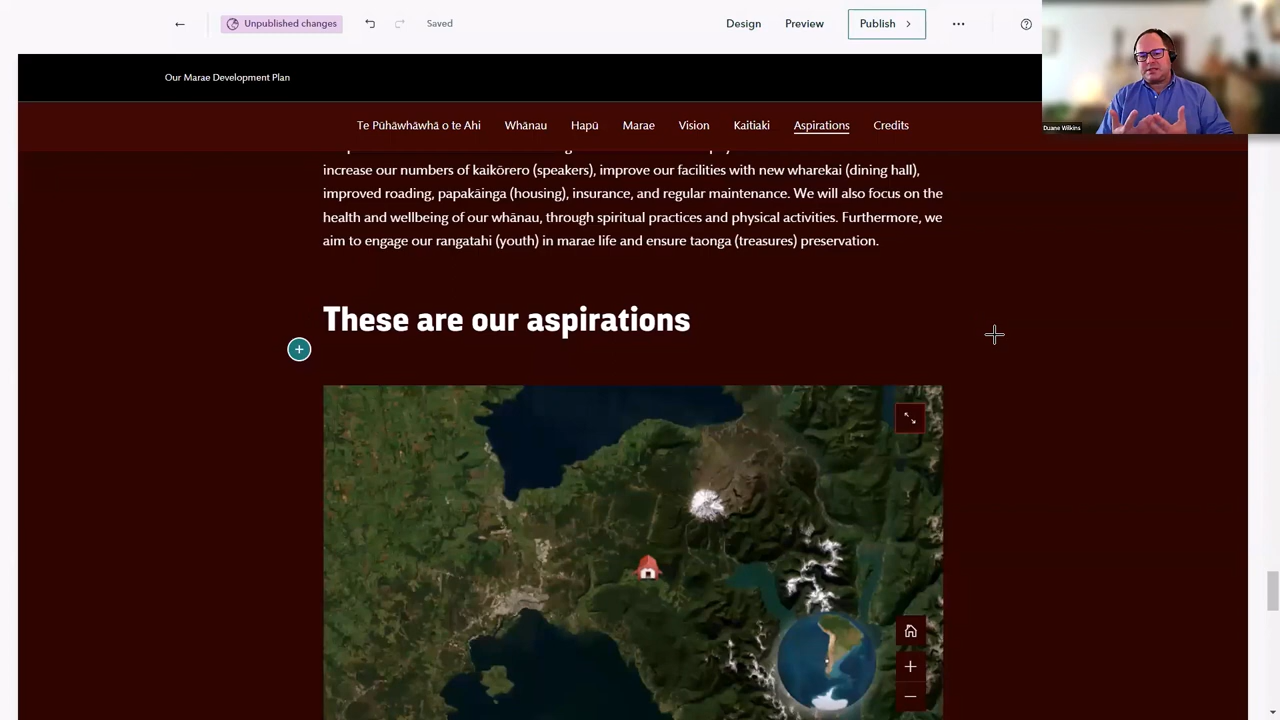 Unpublished changes
Saved
Design
Preview
Publish
Our Marae Development Plan
Duane Wilkins
Te Pūhāwhāwhā o te Ahi
Whānau
Hapū
Marae
Vision
Kaitiaki
Aspirations
Credits
increase our numbers of kaikōrero (speakers), improve our facilities with new wharekai (dining hall),
improved roading, papakāinga (housing), insurance, and regular maintenance. We will also focus on the
health and wellbeing of our whānau, through spiritual practices and physical activities. Furthermore, we
aim to engage our rangatahi (youth) in marae life and ensure taonga (treasures) preservation.
These are our aspirations